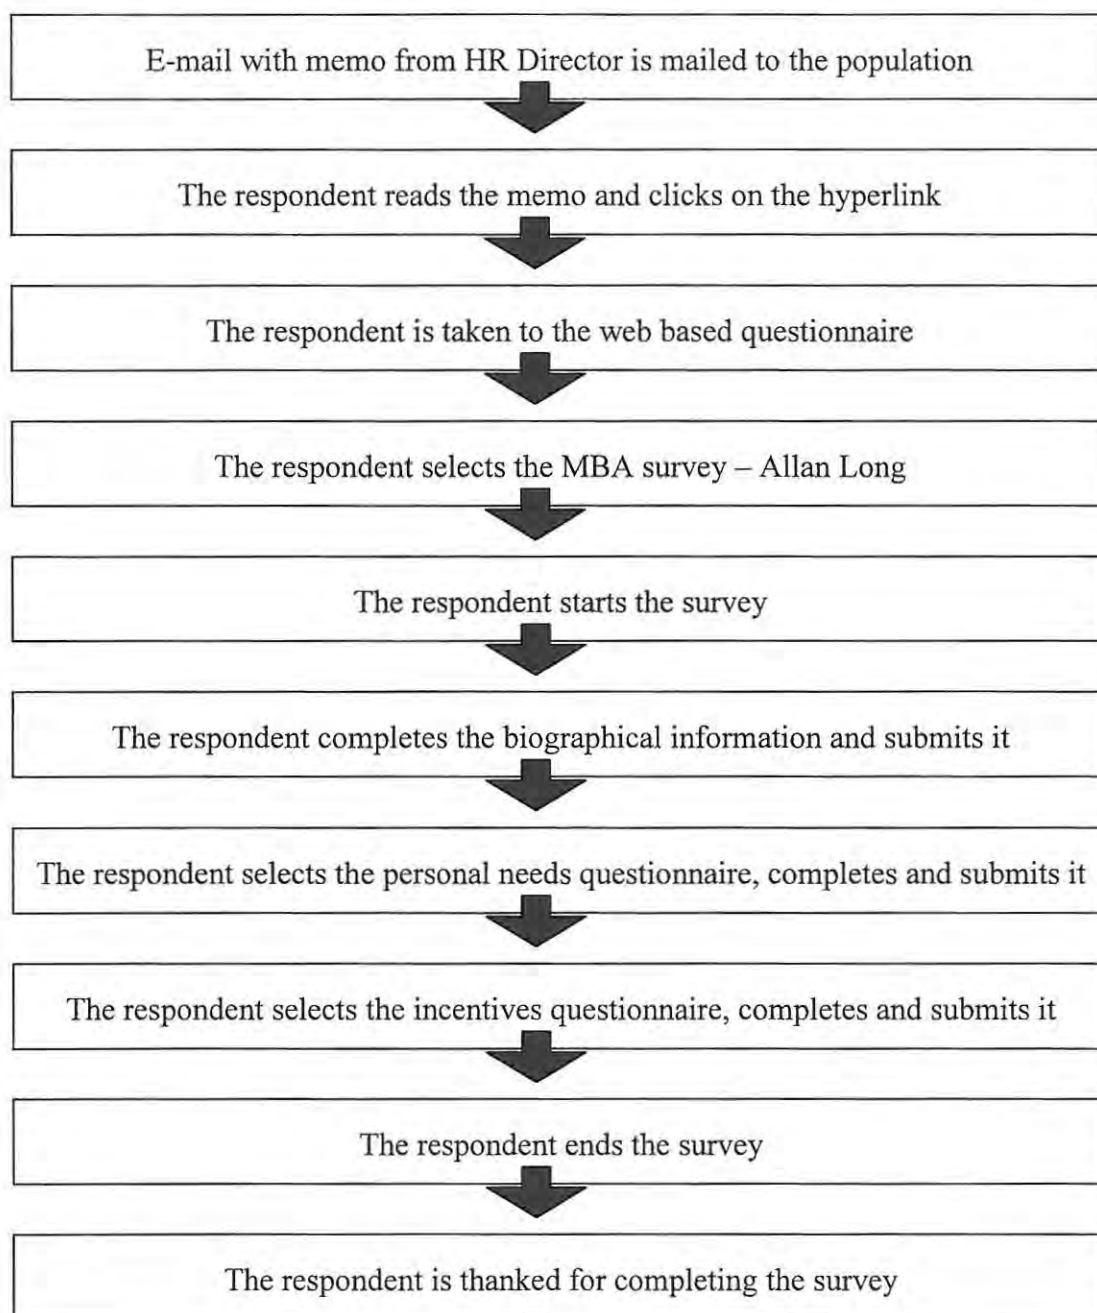 E-mail with memo from HR Director is mailed to the population
The respondent reads the memo and clicks on the hyperlink
The respondent is taken to the web based questionnaire
The respondent selects the MBA survey – Allan Long
The respondent starts the survey
The respondent completes the biographical information and submits it
The respondent selects the personal needs questionnaire, completes and submits it
The respondent selects the incentives questionnaire, completes and submits it
The respondent ends the survey
The respondent is thanked for completing the survey